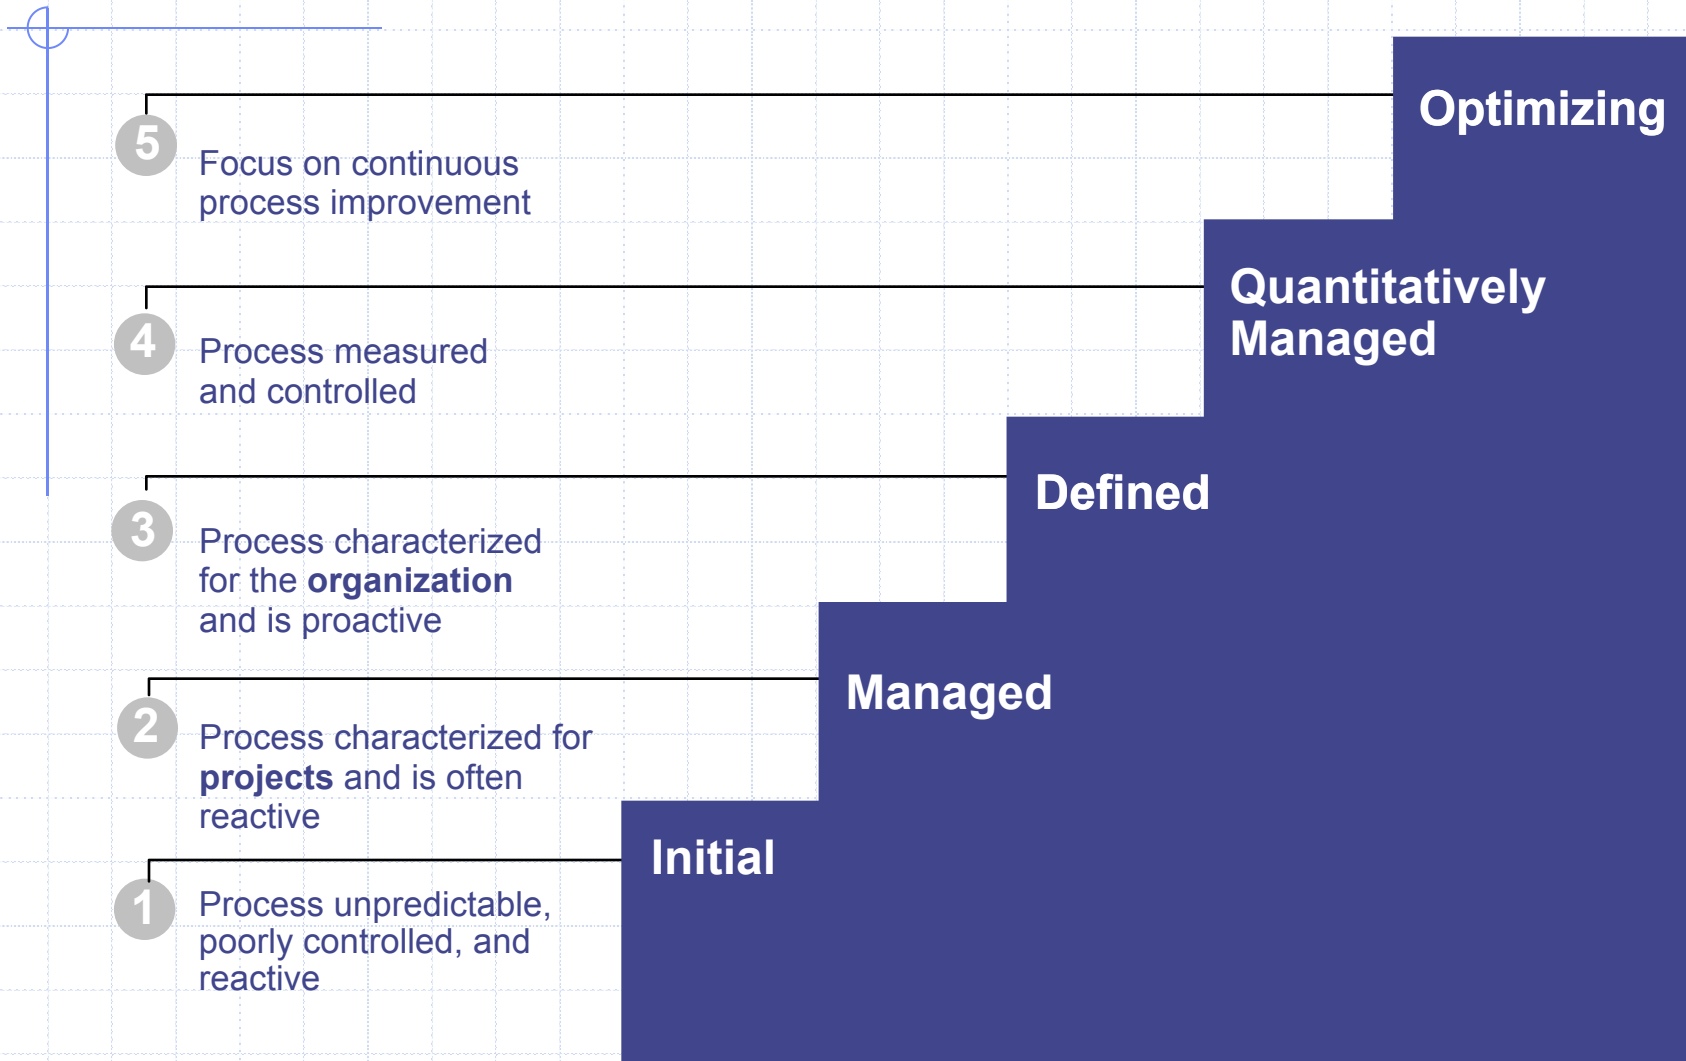 Optimizing
5
Focus on continuous
process improvement
Quantitatively
Managed
4
Process measured
and controlled
Defined
3
Process characterized
for the organization
and is proactive
Managed
2
Process characterized for
projects and is often
reactive
Initial
1
Process unpredictable,
poorly controlled, and
reactive